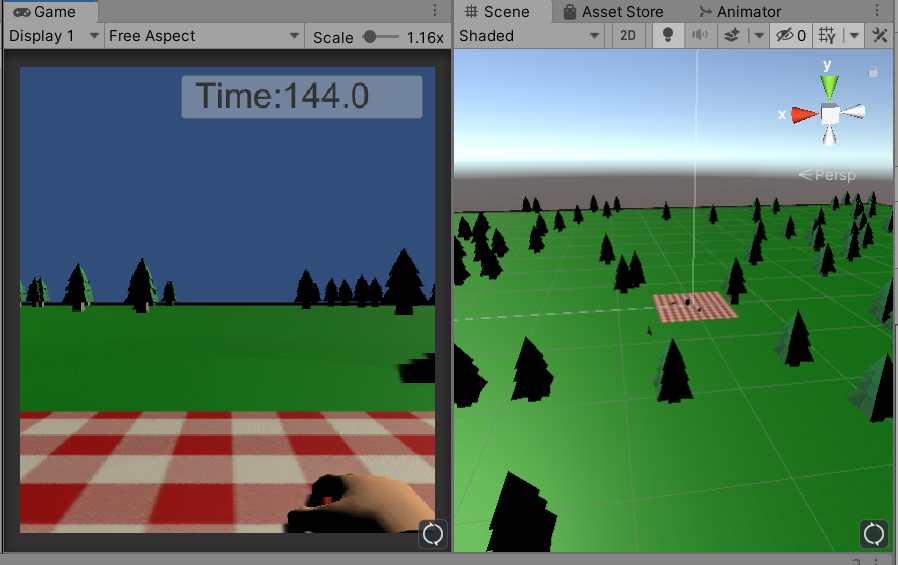 Game
Display 1 Free Aspect Scale 1.16x
Time:144.0
Scene Asset Store Animator
Shaded 2D 0
y
x
Persp